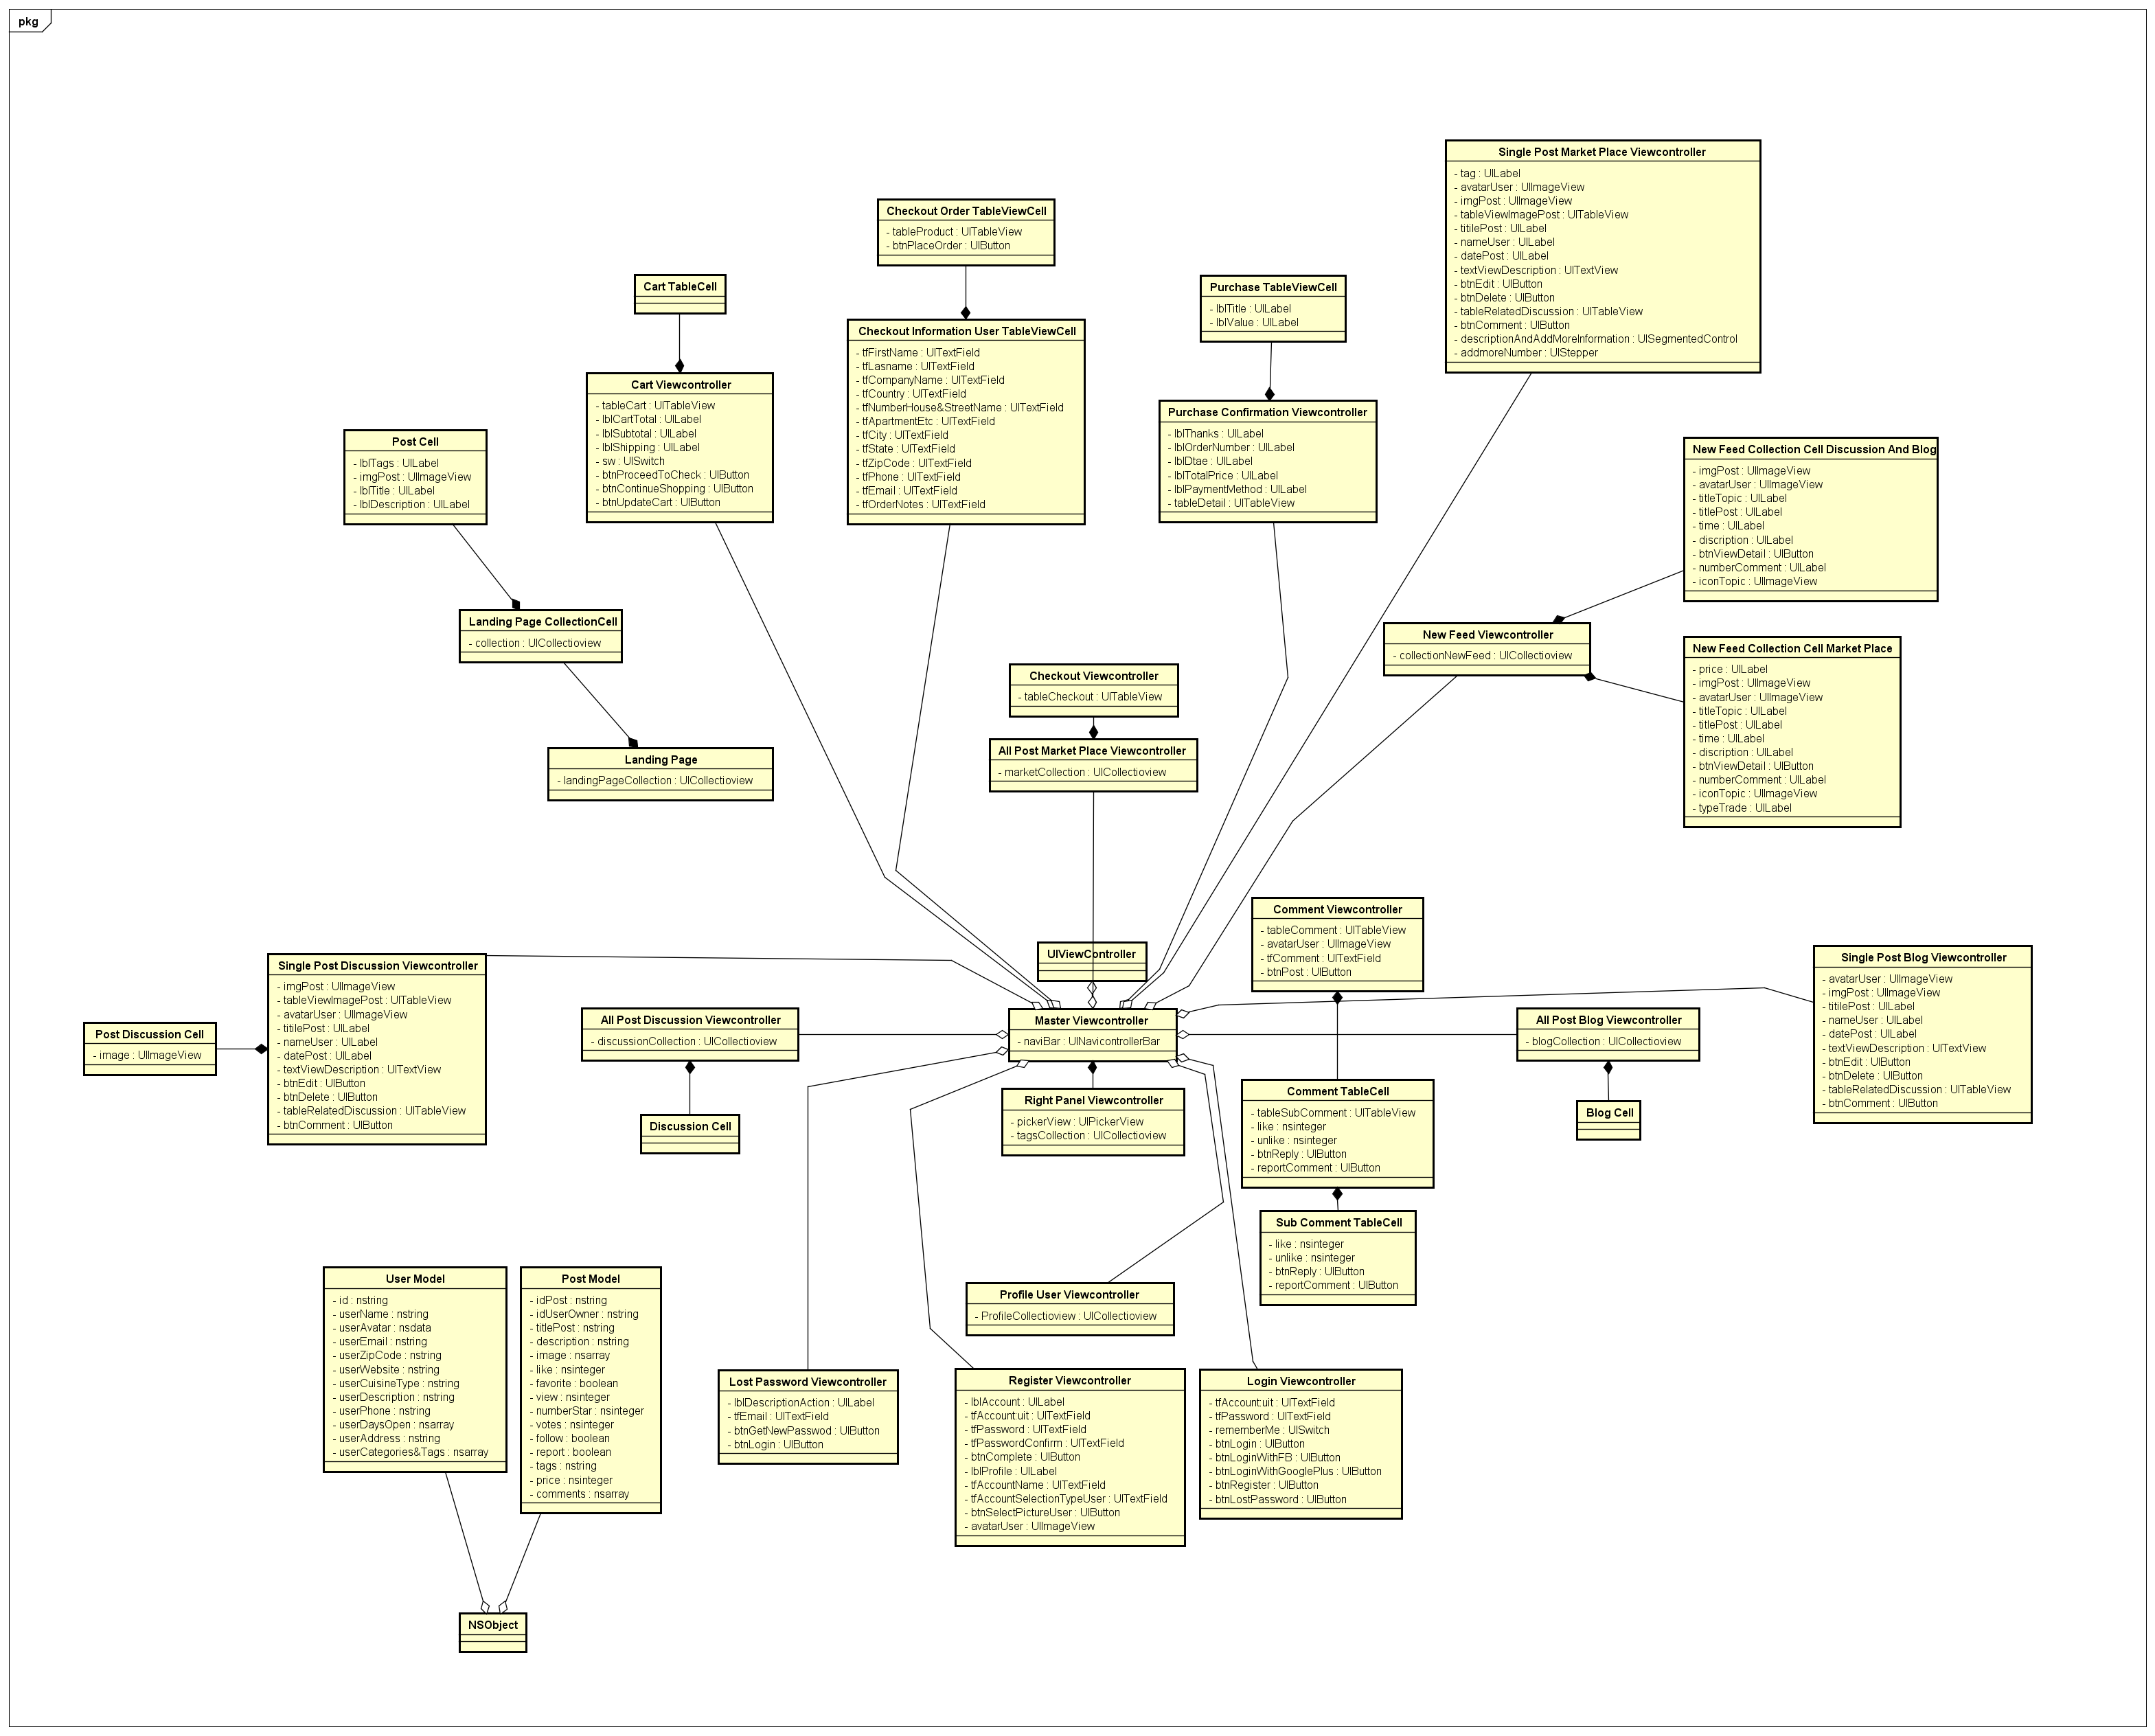 pkg
Single Post Market Place Viewcontroller
- tag : UILabel
- avatarUser : UIImageView
- imgPost : UIImageView
- tableViewImagePost : UITableView
- titilePost : UILabel
- nameUser : UILabel
- datePost : UILabel
- textViewDescription : UITextView
- btnEdit : UIButton
- btnDelete : UIButton
- tableRelatedDiscussion : UITableView
- btnComment : UIButton
- descriptionAndAddMoreInformation : UISegmentedControl
- addmoreNumber : UIStepper
Checkout Order TableViewCell
- tableProduct : UITableView
- btnPlaceOrder : UIButton
Cart TableCell
Purchase TableViewCell
- lblTitle : UILabel
- lblValue : UILabel
Checkout Information User TableViewCell
- tfFirstName : UITextField
- tfLasname : UITextField
- tfCompanyName : UITextField
- tfCountry : UITextField
- tfNumberHouse&StreetName : UITextField
- tfApartmentEtc : UITextField
- tfCity : UITextField
- tfState : UITextField
- tfZipCode : UITextField
- tfPhone : UITextField
- tfEmail : UITextField
- tfOrderNotes : UITextField
Cart Viewcontroller
- tableCart : UITableView
- lblCartTotal : UILabel
- lblSubtotal : UILabel
- lblShipping : UILabel
- sw : UISwitch
- btnProceedToCheck : UIButton
- btnContinueShopping : UIButton
- btnUpdateCart : UIButton
Purchase Confirmation Viewcontroller
- lblThanks : UILabel
- lblOrderNumber : UILabel
- lblDtae : UILabel
- lblTotalPrice : UILabel
- lblPaymentMethod : UILabel
- tableDetail : UITableView
Post Cell
- lblTags : UILabel
- imgPost : UIImageView
- lblTitle : UILabel
- lblDescription : UILabel
New Feed Collection Cell Discussion And Blog
- imgPost : UIImageView
- avatarUser : UIImageView
- titleTopic : UILabel
- titlePost : UILabel
- time : UILabel
- discription : UILabel
- btnViewDetail : UIButton
- numberComment : UILabel
- iconTopic : UIImageView
Landing Page CollectionCell
- collection : UICollectioview
New Feed Viewcontroller
- collectionNewFeed : UICollectioview
New Feed Collection Cell Market Place
- price : UILabel
- imgPost : UIImageView
- avatarUser : UIImageView
- titleTopic : UILabel
- titlePost : UILabel
- time : UILabel
- discription : UILabel
- btnViewDetail : UIButton
- numberComment : UILabel
- iconTopic : UIImageView
- typeTrade : UILabel
Checkout Viewcontroller
- tableCheckout : UITableView
All Post Market Place Viewcontroller
- marketCollection : UICollectioview
Landing Page
- landingPageCollection : UICollectioview
Comment Viewcontroller
- tableComment : UITableView
- avatarUser : UIImageView
- tfComment : UITextField
- btnPost : UIButton
UIViewController
Single Post Discussion Viewcontroller
- imgPost : UIImageView
- tableViewImagePost : UITableView
- avatarUser : UIImageView
- titilePost : UILabel
- nameUser : UILabel
- datePost : UILabel
- textViewDescription : UITextView
- btnEdit : UIButton
- btnDelete : UIButton
- tableRelatedDiscussion : UITableView
- btnComment : UIButton
Single Post Blog Viewcontroller
- avatarUser : UIImageView
- imgPost : UIImageView
- titilePost : UILabel
- nameUser : UILabel
- datePost : UILabel
- textViewDescription : UITextView
- btnEdit : UIButton
- btnDelete : UIButton
- tableRelatedDiscussion : UITableView
- btnComment : UIButton
Post Discussion Cell
- image : UIImageView
All Post Discussion Viewcontroller
- discussionCollection : UICollectioview
Master Viewcontroller
- naviBar : UINavicontrollerBar
All Post Blog Viewcontroller
- blogCollection : UICollectioview
Discussion Cell
Right Panel Viewcontroller
- pickerView : UIPickerView
- tagsCollection : UICollectioview
Comment TableCell
- tableSubComment : UITableView
- like : nsinteger
- unlike : nsinteger
- btnReply : UIButton
- reportComment : UIButton
Blog Cell
Sub Comment TableCell
- like : nsinteger
- unlike : nsinteger
- btnReply : UIButton
- reportComment : UIButton
User Model
- id : nstring
- userName : nstring
- userAvatar : nsdata
- userEmail : nstring
- userZipCode : nstring
- userWebsite : nstring
- userCuisineType : nstring
- userDescription : nstring
- userPhone : nstring
- userDaysOpen : nsarray
- userAddress : nstring
- userCategories&Tags : nsarray
Post Model
- idPost : nstring
- idUserOwner : nstring
- titlePost : nstring
- description : nstring
- image : nsarray
- like : nsinteger
- favorite : boolean
- view : nsinteger
- numberStar : nsinteger
- votes : nsinteger
- follow : boolean
- report : boolean
- tags : nstring
- price : nsinteger
- comments : nsarray
Profile User Viewcontroller
- ProfileCollectioview : UICollectioview
Lost Password Viewcontroller
- lblDescriptionAction : UILabel
- tfEmail : UITextField
- btnGetNewPasswod : UIButton
- btnLogin : UIButton
Register Viewcontroller
- lblAccount : UILabel
- tfAccount:uit : UITextField
- tfPassword : UITextField
- tfPasswordConfirm : UITextField
- btnComplete : UIButton
- lblProfile : UILabel
- tfAccountName : UITextField
- tfAccountSelectionTypeUser : UITextField
- btnSelectPictureUser : UIButton
- avatarUser : UIImageView
Login Viewcontroller
- tfAccount:uit : UITextField
- tfPassword : UITextField
- rememberMe : UISwitch
- btnLogin : UIButton
- btnLoginWithFB : UIButton
- btnLoginWithGooglePlus : UIButton
- btnRegister : UIButton
- btnLostPassword : UIButton
NSObject